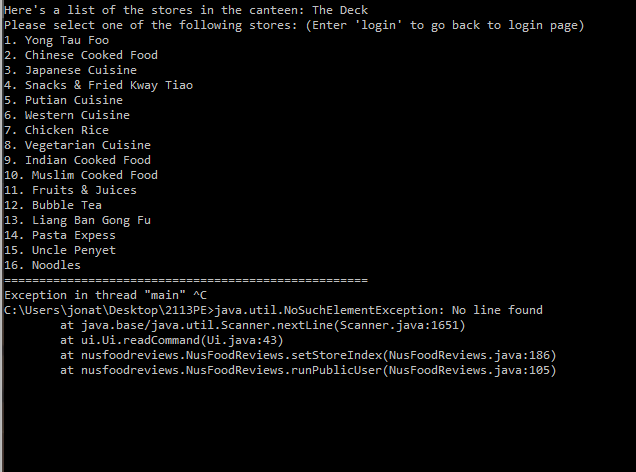 Here's a list of the stores in the canteen: The Deck
Please select one of the following stores: (Enter 'login' to go back to login page)
1. Yong Tau Foo
2. Chinese Cooked Food
3. Japanese Cuisine
4. Snacks & Fried Kway Tiao
5. Putian Cuisine
6. Western Cuisine
7. Chicken Rice
8. Vegetarian Cuisine
9. Indian Cooked Food
10. Muslim Cooked Food
11. Fruits & Juices
12. Bubble Tea
13. Liang Ban Gong Fu
14. Pasta Expess
15. Uncle Penyet
16. Noodles
====================================================
Exception in thread "main" ^C
C:\Users\jonat\Desktop\2113PE>java.util.NoSuchElementException: No line found
        at java.base/java.util.Scanner.nextLine(Scanner.java:1651)
        at ui.Ui.readCommand(Ui.java:43)
        at nusfoodreviews.NusFoodReviews.setStoreIndex(NusFoodReviews.java:186)
        at nusfoodreviews.NusFoodReviews.runPublicUser(NusFoodReviews.java:105)